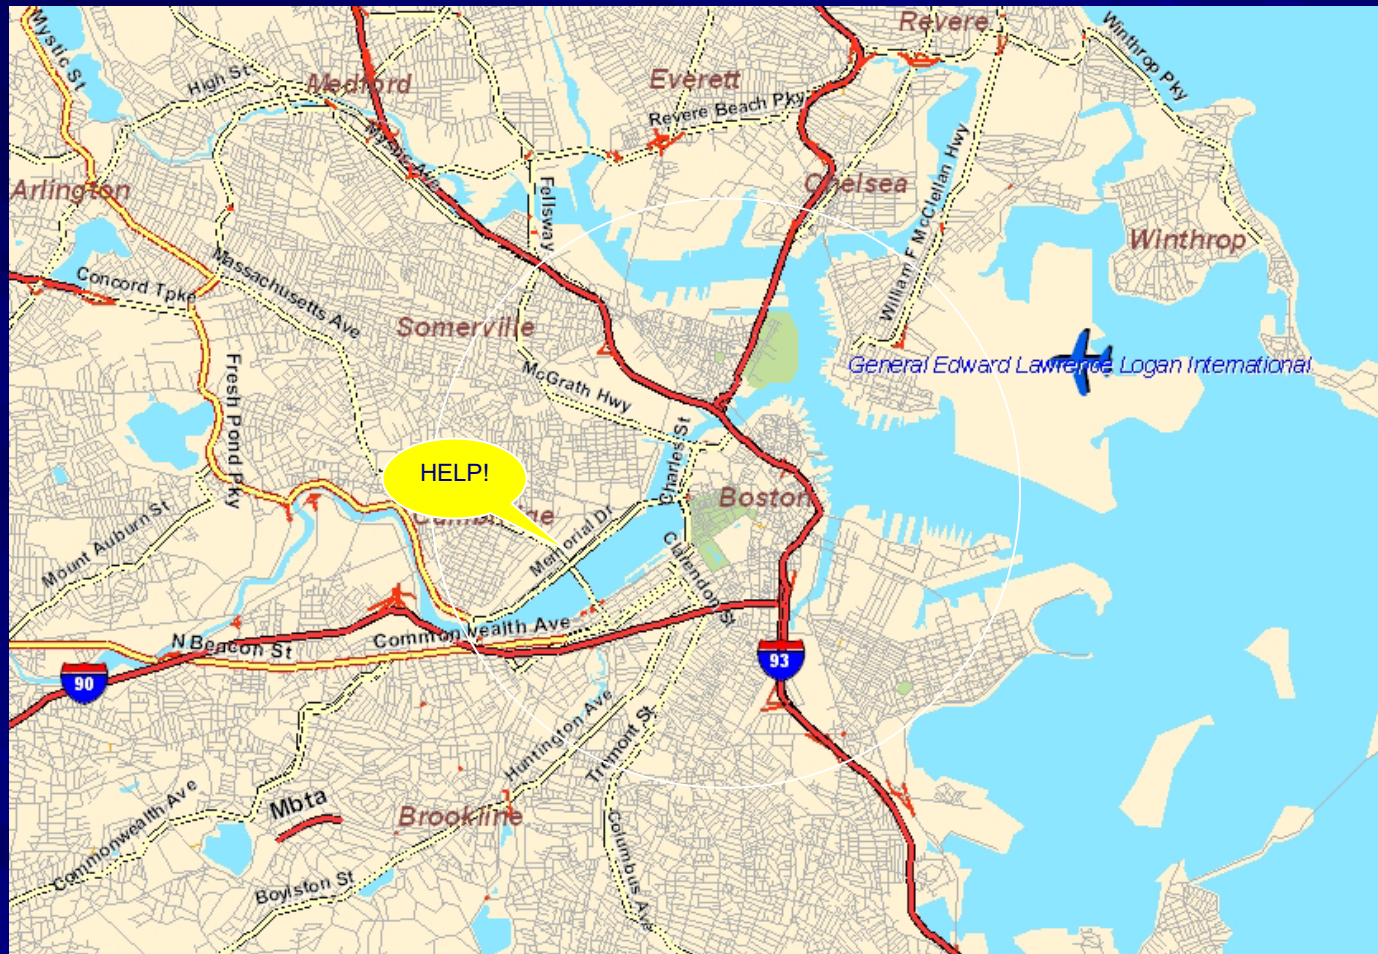 Mystic St
High St
Medford
Everett
Revere
Winthrop Pky
Revere Beach Pky
Mystic Ave
Arlington
Fellsway
Chelsea
William F McClellan Hwy
Winthrop
Massachusetts Ave
Concord Tpke
Somerville
McGrath Hwy
General Edward Lawrence Logan International
Fresh Pond Pky
HELP!
Charles St
Boston
Cambridge
Memorial Dr
Mount Auburn St
Clarendon St
Commonwealth Ave
N Beacon St
90
93
Huntington Ave
Tremont St
Mbta
Brookline
Commonwealth Ave
Columbus Ave
Boylston St